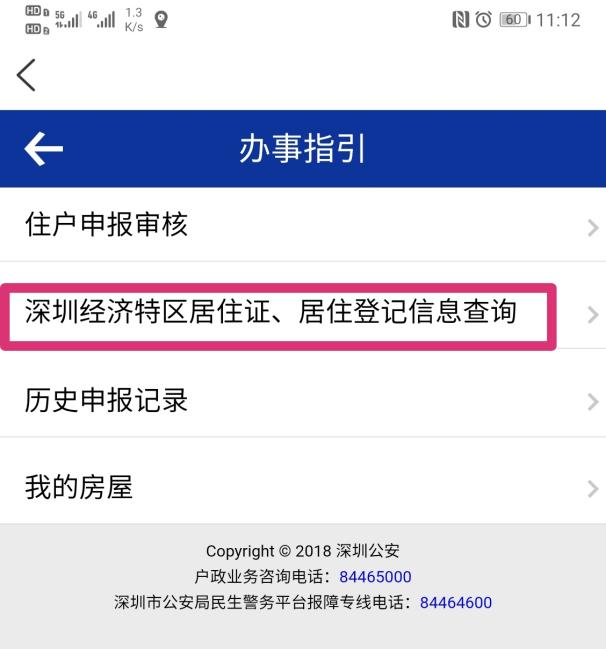 HD 1 5G 4G 1.3 60 11:12
HD 2 K/s
办事指引
住户申报审核
深圳经济特区居住证、居住登记信息查询
历史申报记录
我的房屋
Copyright © 2018 深圳公安
户政业务咨询电话：84465000
深圳市公安局民生警务平台报障专线电话：84464600